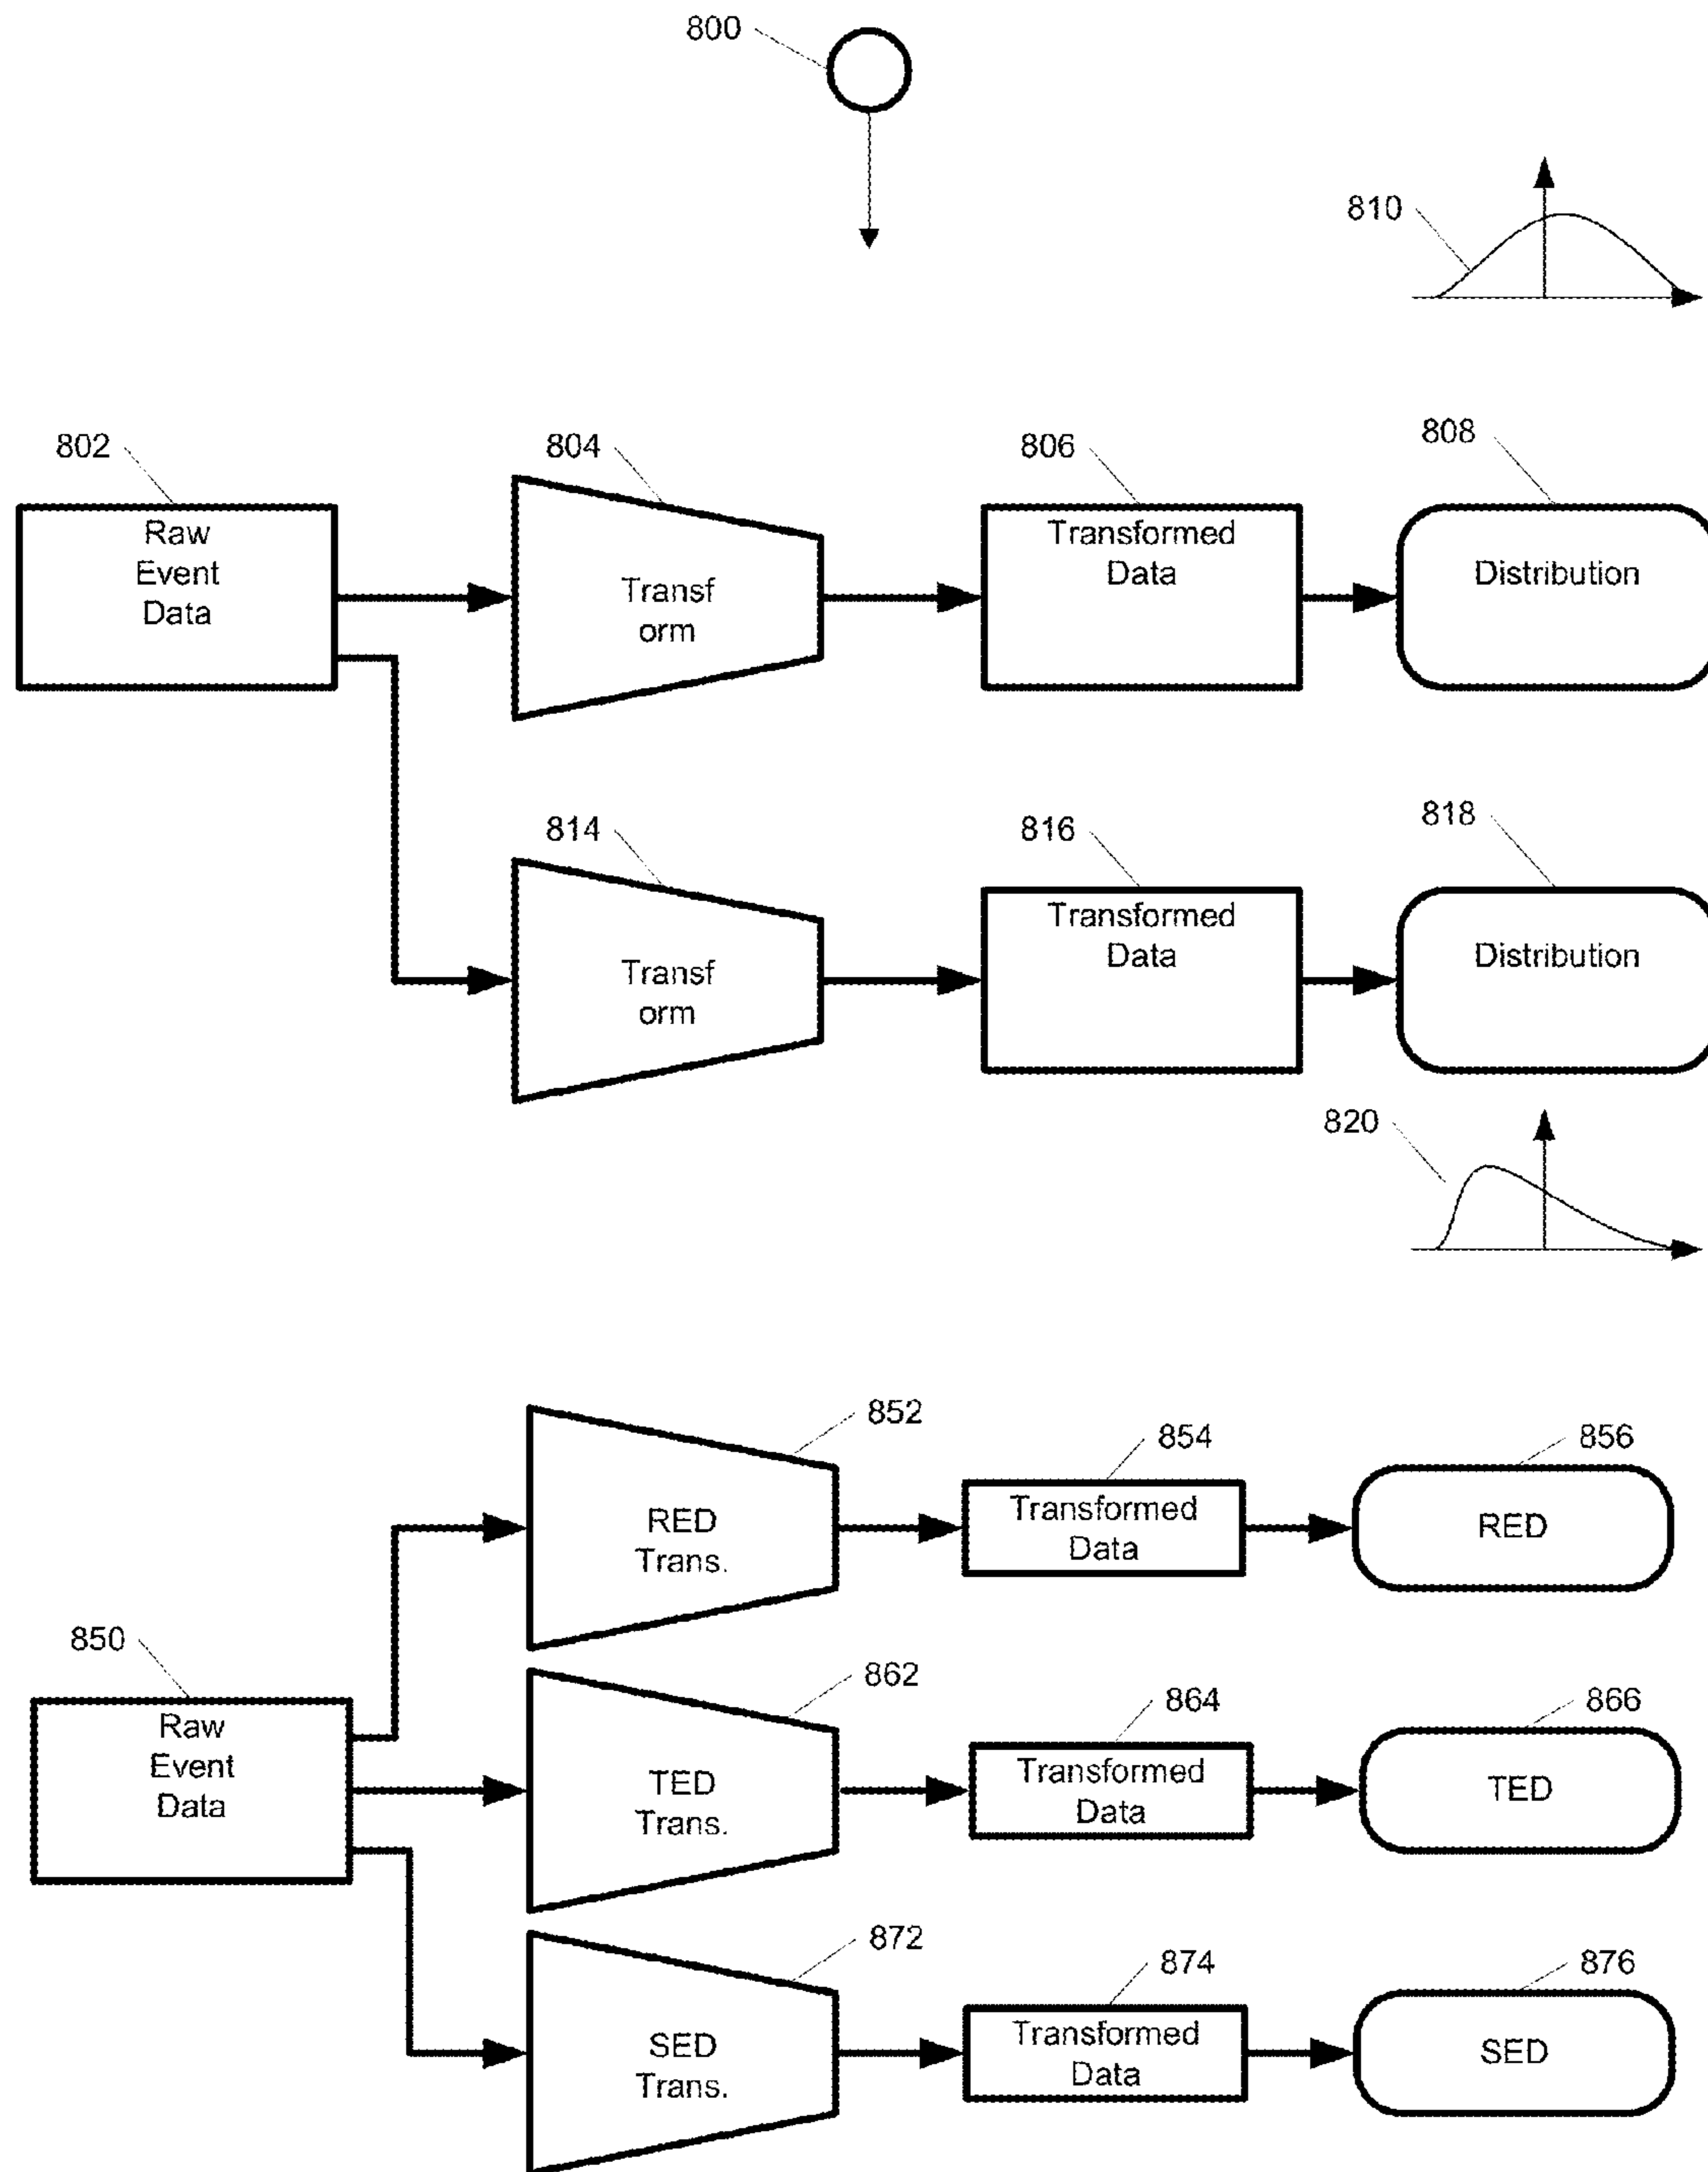 800
810
802
804
806
808
Raw
Event
Data
Transf
orm
Transformed
Data
Distribution
814
816
818
Transf
orm
Transformed
Data
Distribution
820
852
854
856
RED
Trans.
Transformed
Data
RED
850
Raw
Event
Data
862
864
866
TED
Trans.
Transformed
Data
TED
872
874
876
SED
Trans.
Transformed
Data
SED